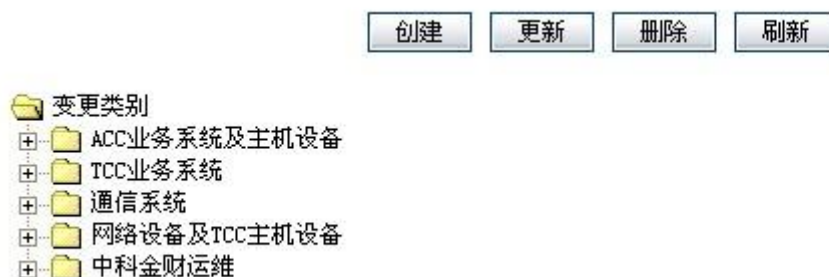 创建 更新 删除 刷新
变更类别
ACC业务系统及主机设备
TCC业务系统
通信系统
网络设备及TCC主机设备
中科金财运维